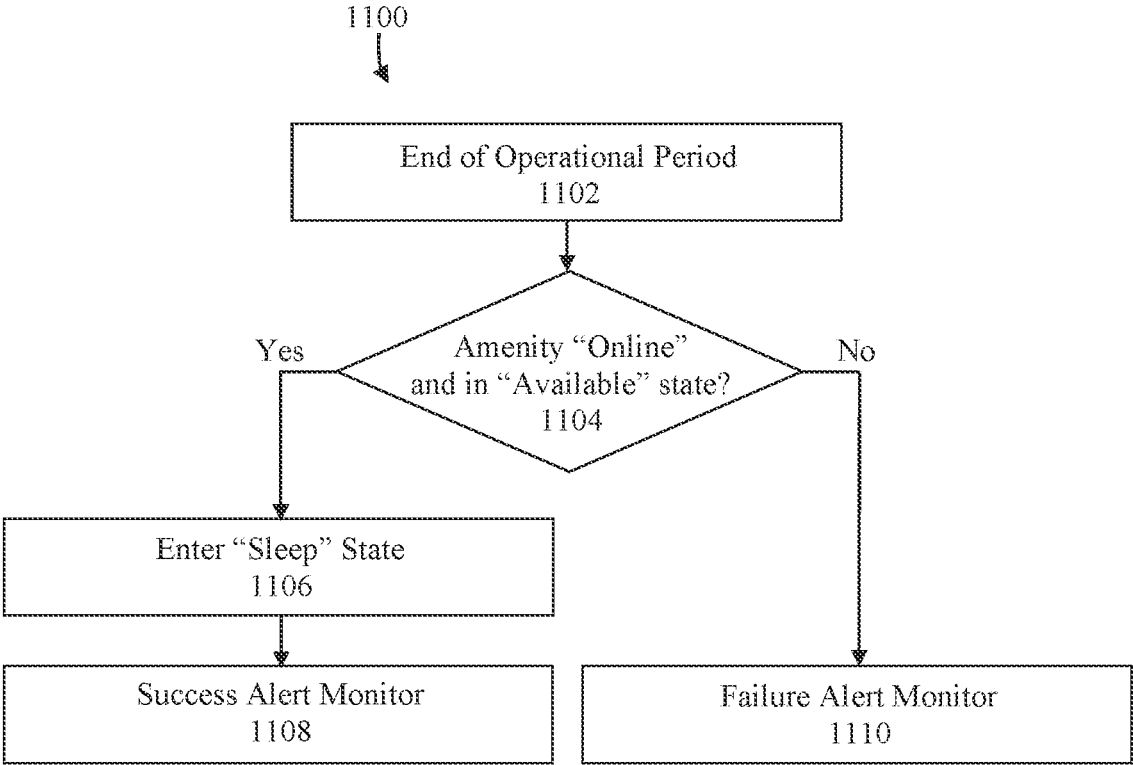 1100
End of Operational Period
1102
Amenity “Online”
and in “Available” state?
1104
Yes
No
Enter “Sleep” State
1106
Success Alert Monitor
1108
Failure Alert Monitor
1110